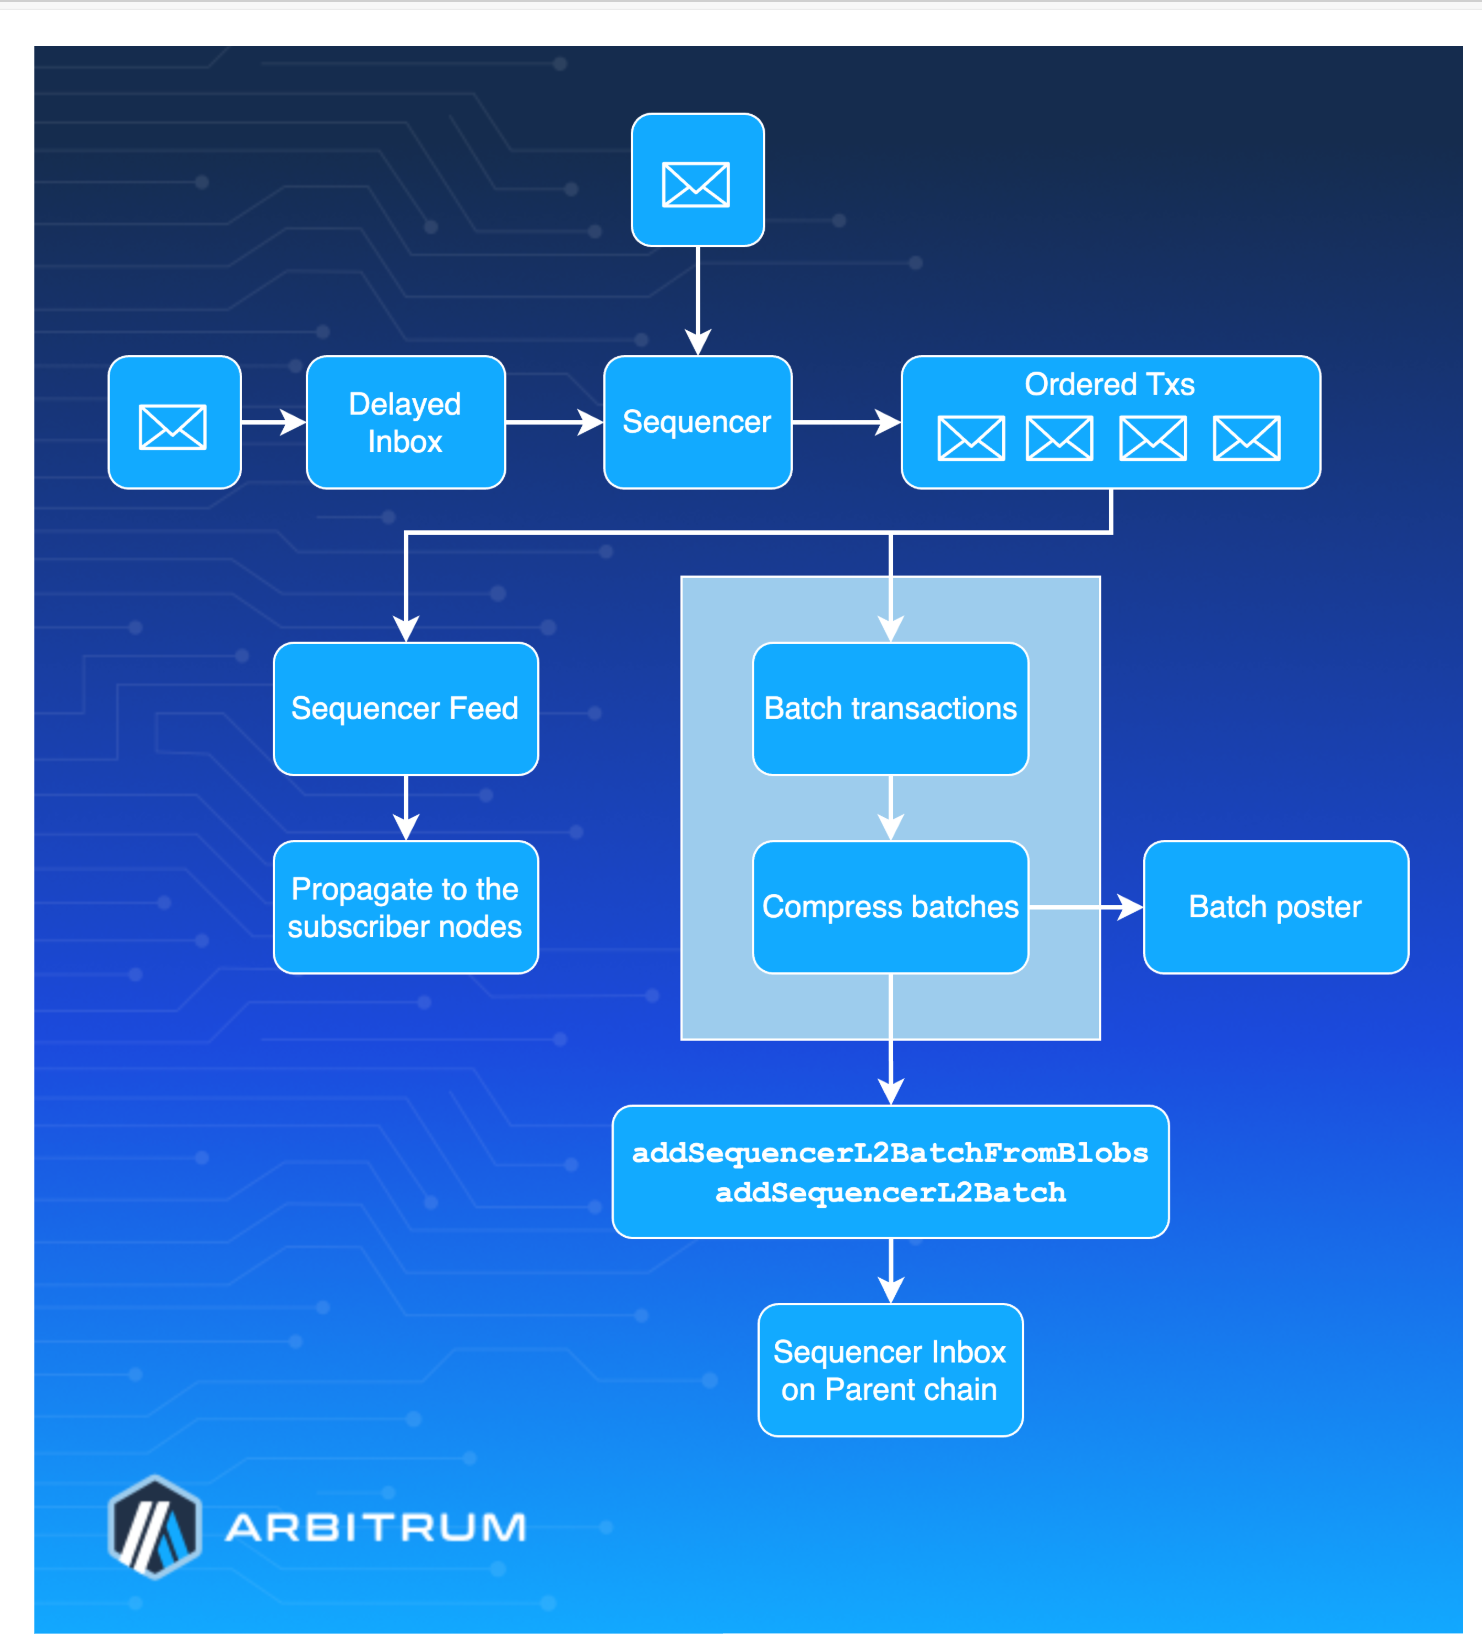 Delayed
Inbox
Sequencer
Ordered Txs
Sequencer Feed
Batch transactions
Propagate to the
subscriber nodes
Compress batches
Batch poster
addSequencerL2BatchFromBlobs
addSequencerL2Batch
Sequencer Inbox
on Parent chain
ARBITRUM